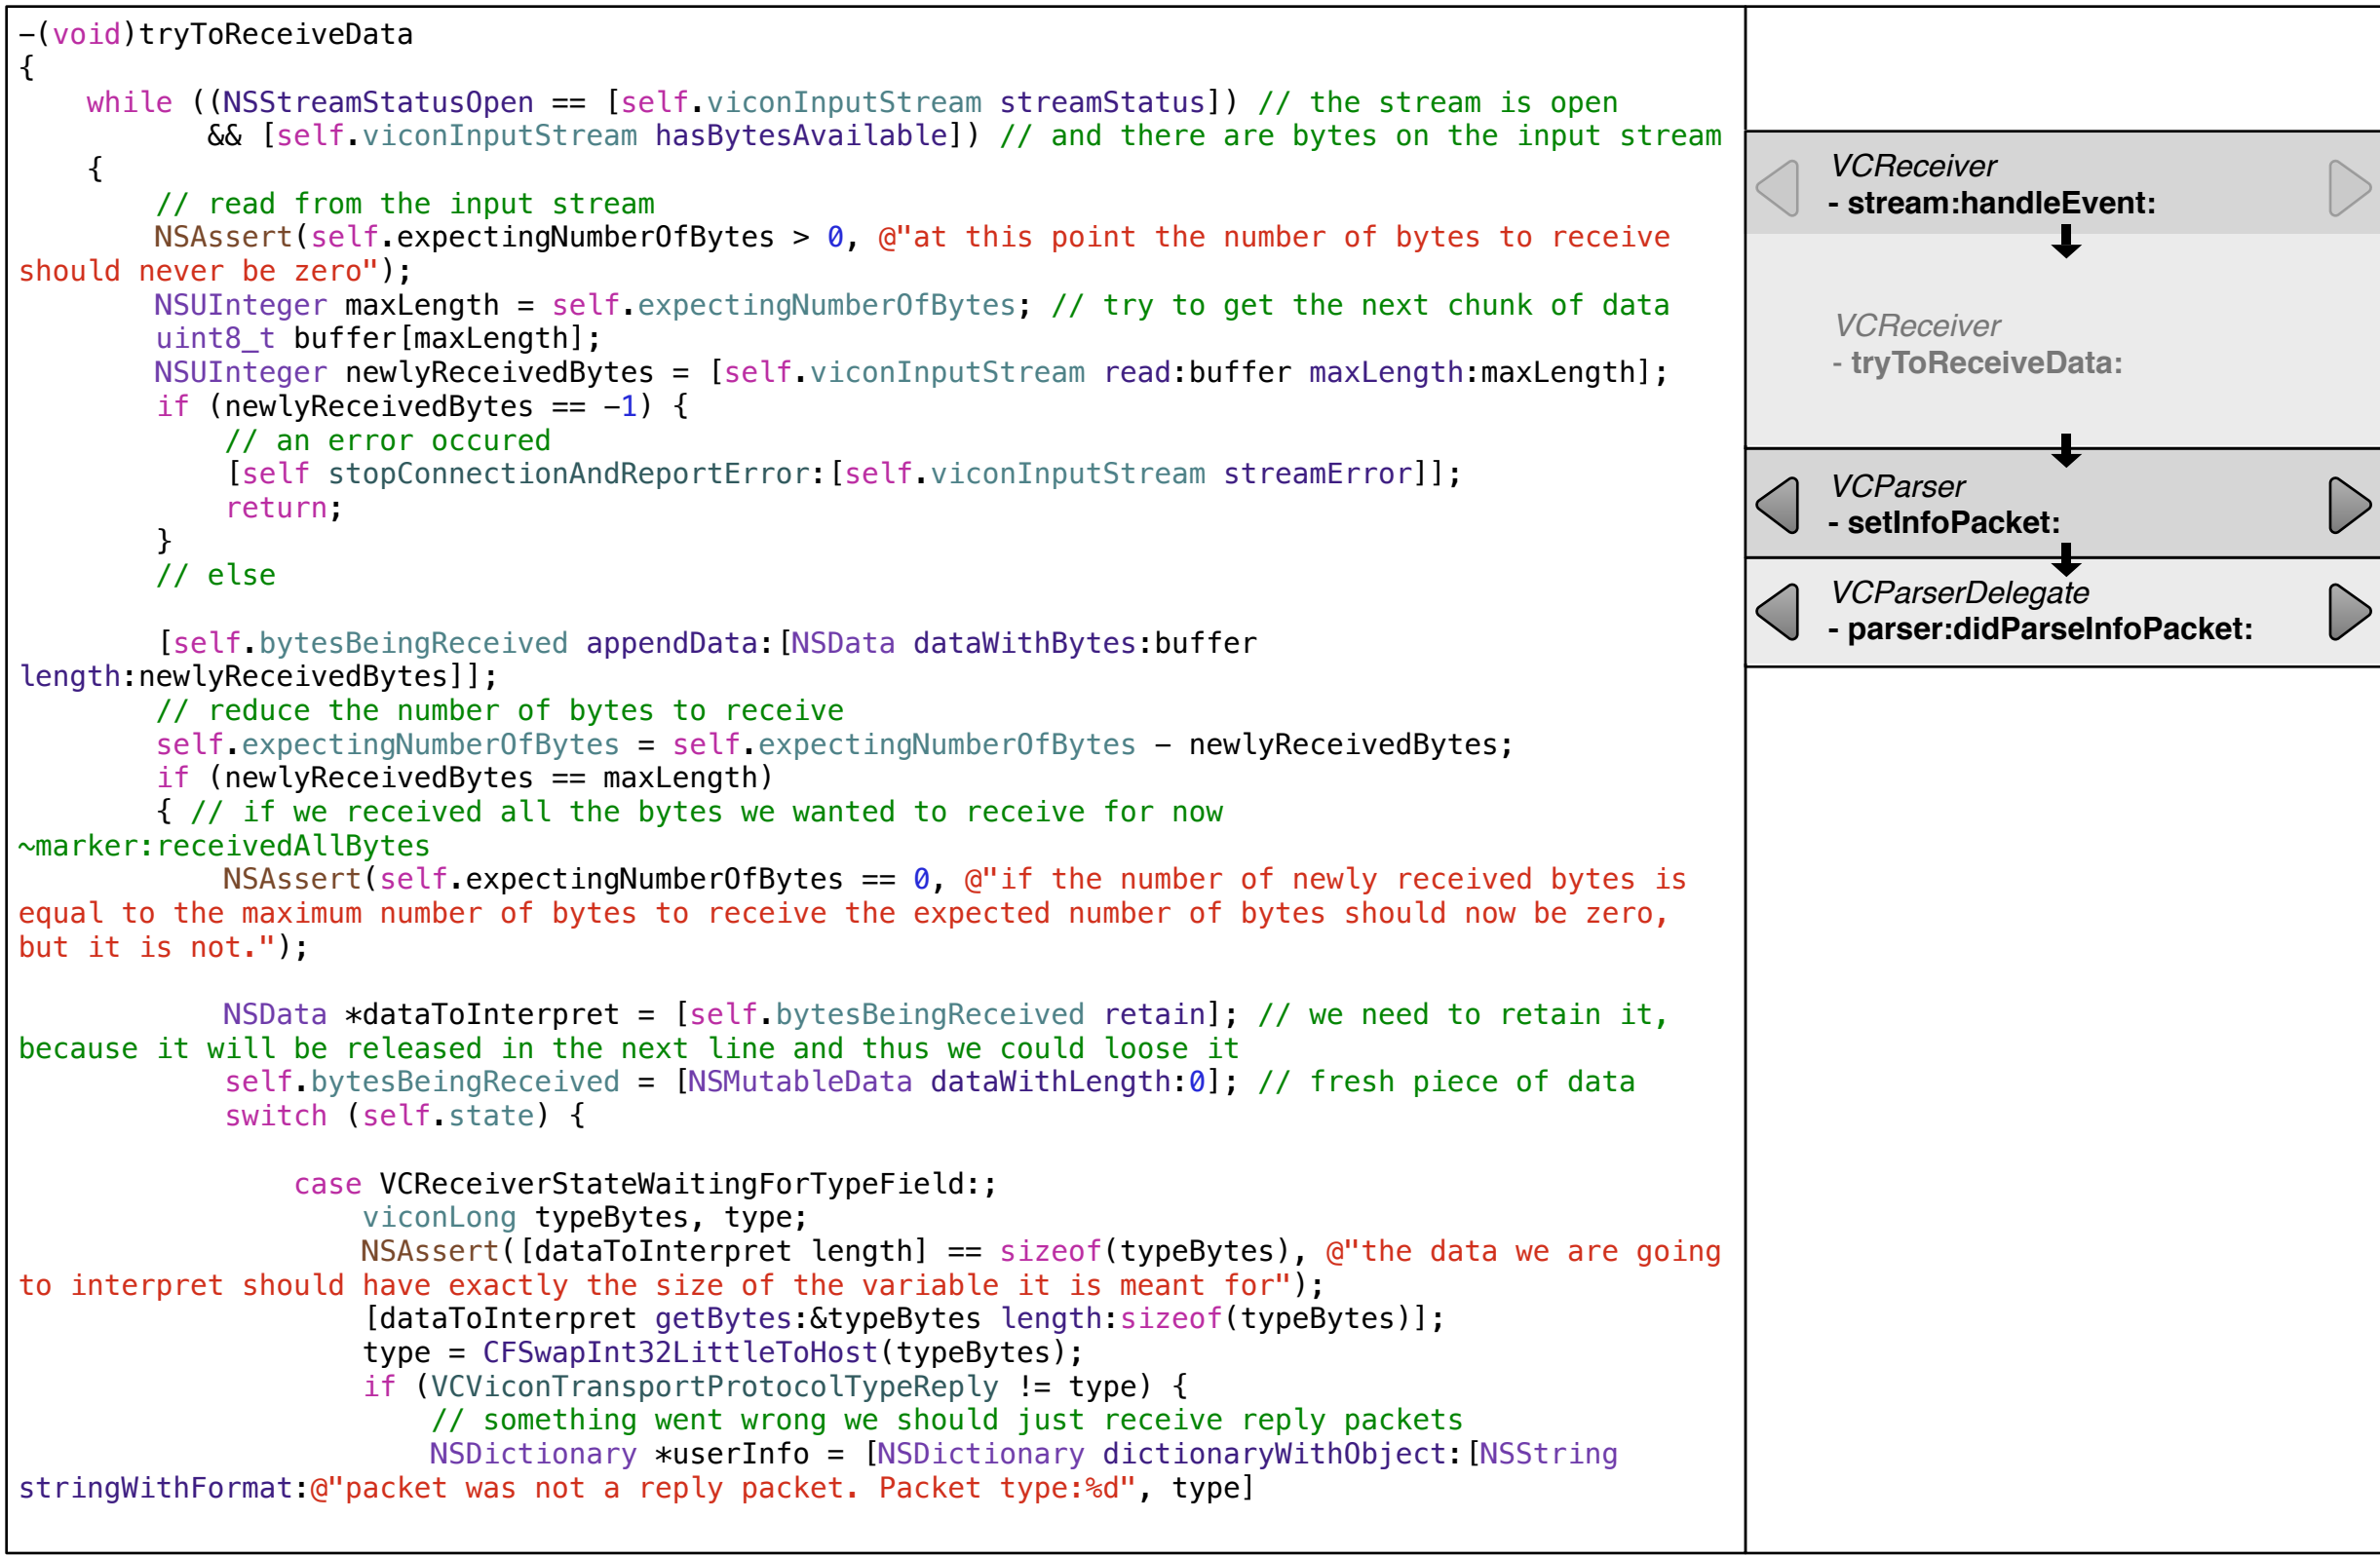 -(void)tryToReceiveData
{
    while ((NSStreamStatusOpen == [self.viconInputStream streamStatus]) // the stream is open
           && [self.viconInputStream hasBytesAvailable]) // and there are bytes on the input stream
    {
        // read from the input stream
        NSAssert(self.expectingNumberOfBytes > 0, @"at this point the number of bytes to receive
should never be zero");
        NSUInteger maxLength = self.expectingNumberOfBytes; // try to get the next chunk of data
        uint8_t buffer[maxLength];
        NSUInteger newlyReceivedBytes = [self.viconInputStream read:buffer maxLength:maxLength];
        if (newlyReceivedBytes == -1) {
            // an error occured
            [self stopConnectionAndReportError:[self.viconInputStream streamError]];
            return;
        }
        // else

        [self.bytesBeingReceived appendData:[NSData dataWithBytes:buffer
length:newlyReceivedBytes]];
        // reduce the number of bytes to receive
        self.expectingNumberOfBytes = self.expectingNumberOfBytes - newlyReceivedBytes;
        if (newlyReceivedBytes == maxLength)
        { // if we received all the bytes we wanted to receive for now
~marker:receivedAllBytes
            NSAssert(self.expectingNumberOfBytes == 0, @"if the number of newly received bytes is
equal to the maximum number of bytes to receive the expected number of bytes should now be zero,
but it is not.");

            NSData *dataToInterpret = [self.bytesBeingReceived retain]; // we need to retain it,
because it will be released in the next line and thus we could loose it
            self.bytesBeingReceived = [NSMutableData dataWithLength:0]; // fresh piece of data
            switch (self.state) {

                case VCReceiverStateWaitingForTypeField:;
                    viconLong typeBytes, type;
                    NSAssert([dataToInterpret length] == sizeof(typeBytes), @"the data we are going
to interpret should have exactly the size of the variable it is meant for");
                    [dataToInterpret getBytes:&typeBytes length:sizeof(typeBytes)];
                    type = CFSwapInt32LittleToHost(typeBytes);
                    if (VCViconTransportProtocolTypeReply != type) {
                        // something went wrong we should just receive reply packets
                        NSDictionary *userInfo = [NSDictionary dictionaryWithObject:[NSString
stringWithFormat:@"packet was not a reply packet. Packet type:%d", type]
VCReceiver
- stream:handleEvent:
VCReceiver
- tryToReceiveData:
VCParser
- setInfoPacket:
VCParserDelegate
- parser:didParseInfoPacket: